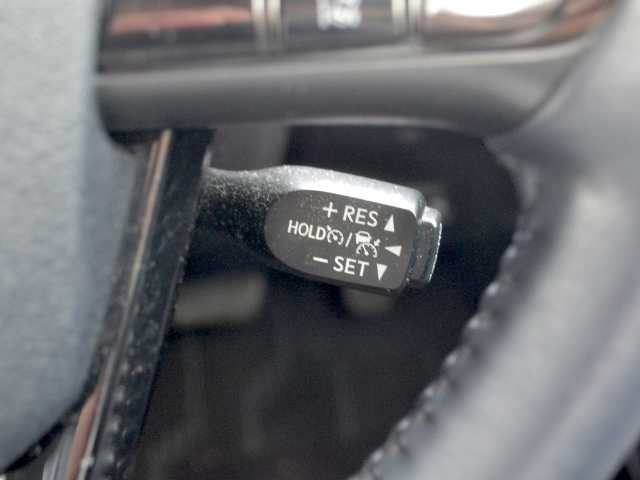 + RES
HOLD /
- SET